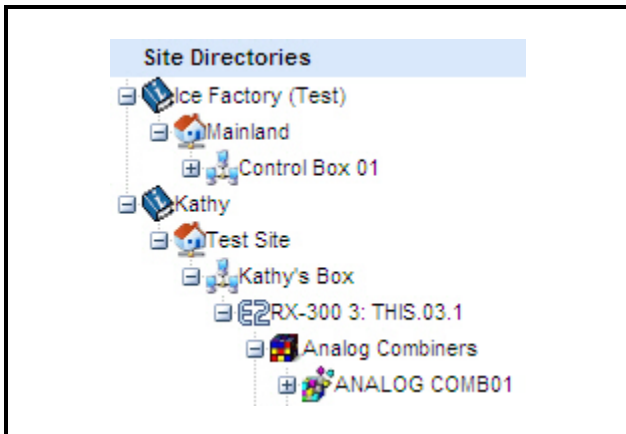 Site Directories
Ice Factory (Test)
Mainland
Control Box 01
Kathy
Test Site
Kathy's Box
E2 RX-300 3: THIS.03.1
Analog Combiners
ANALOG COMB01